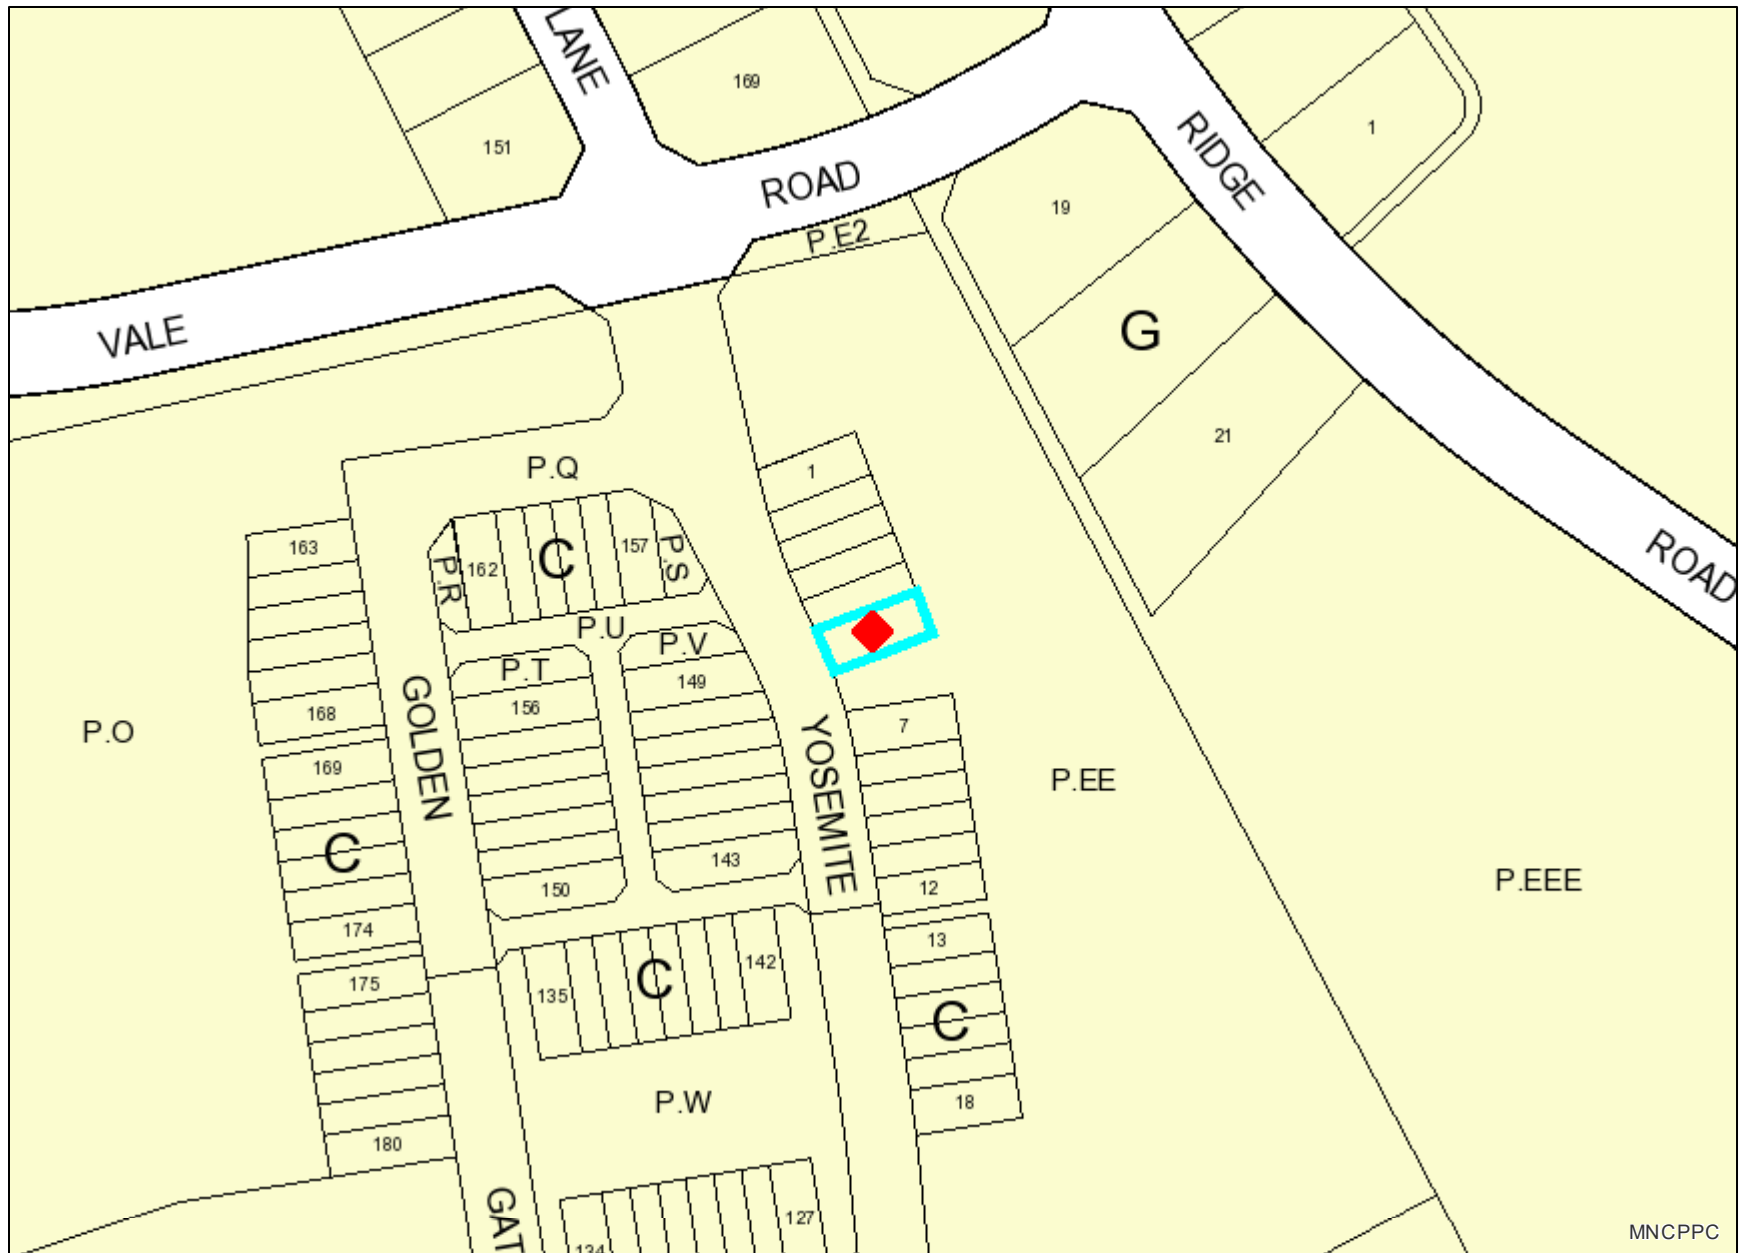 LANE
169
151
1
ROAD
RIDGE
19
P.E2
VALE
G
21
P.Q
1
163
C
157
P.S
162
P.R
P.U
P.V
P.T
149
156
GOLDEN
168
P.O
YOSEMITE
7
169
P.EE
C
143
12
150
P.EEE
174
13
142
175
C
135
C
P.W
18
180
127
GAT
134
ROAD
MNCPPC